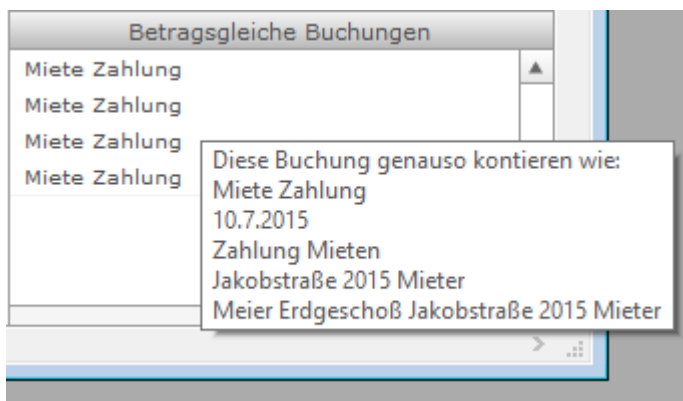 Betragsgleiche Buchungen
Miete Zahlung
Miete Zahlung
Miete Zahlung
Miete Zahlung
Diese Buchung genauso kontieren wie:
Miete Zahlung
10.7.2015
Zahlung Mieten
Jakobstraße 2015 Mieter
Meier Erdgeschoß Jakobstraße 2015 Mieter